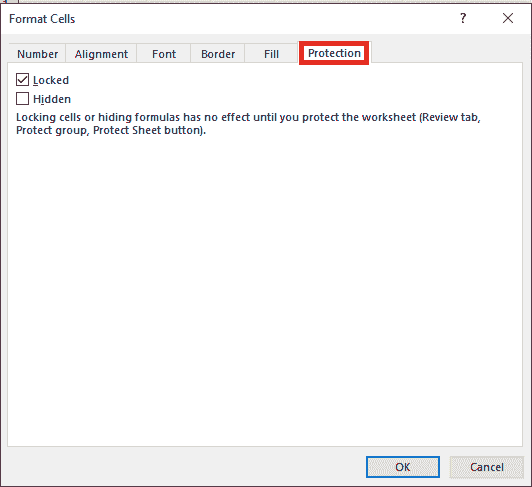 Format Cells
?
Number Alignment Font Border Fill Protection
Locked
Hidden
Locking cells or hiding formulas has no effect until you protect the worksheet (Review tab,
Protect group, Protect Sheet button).
OK Cancel